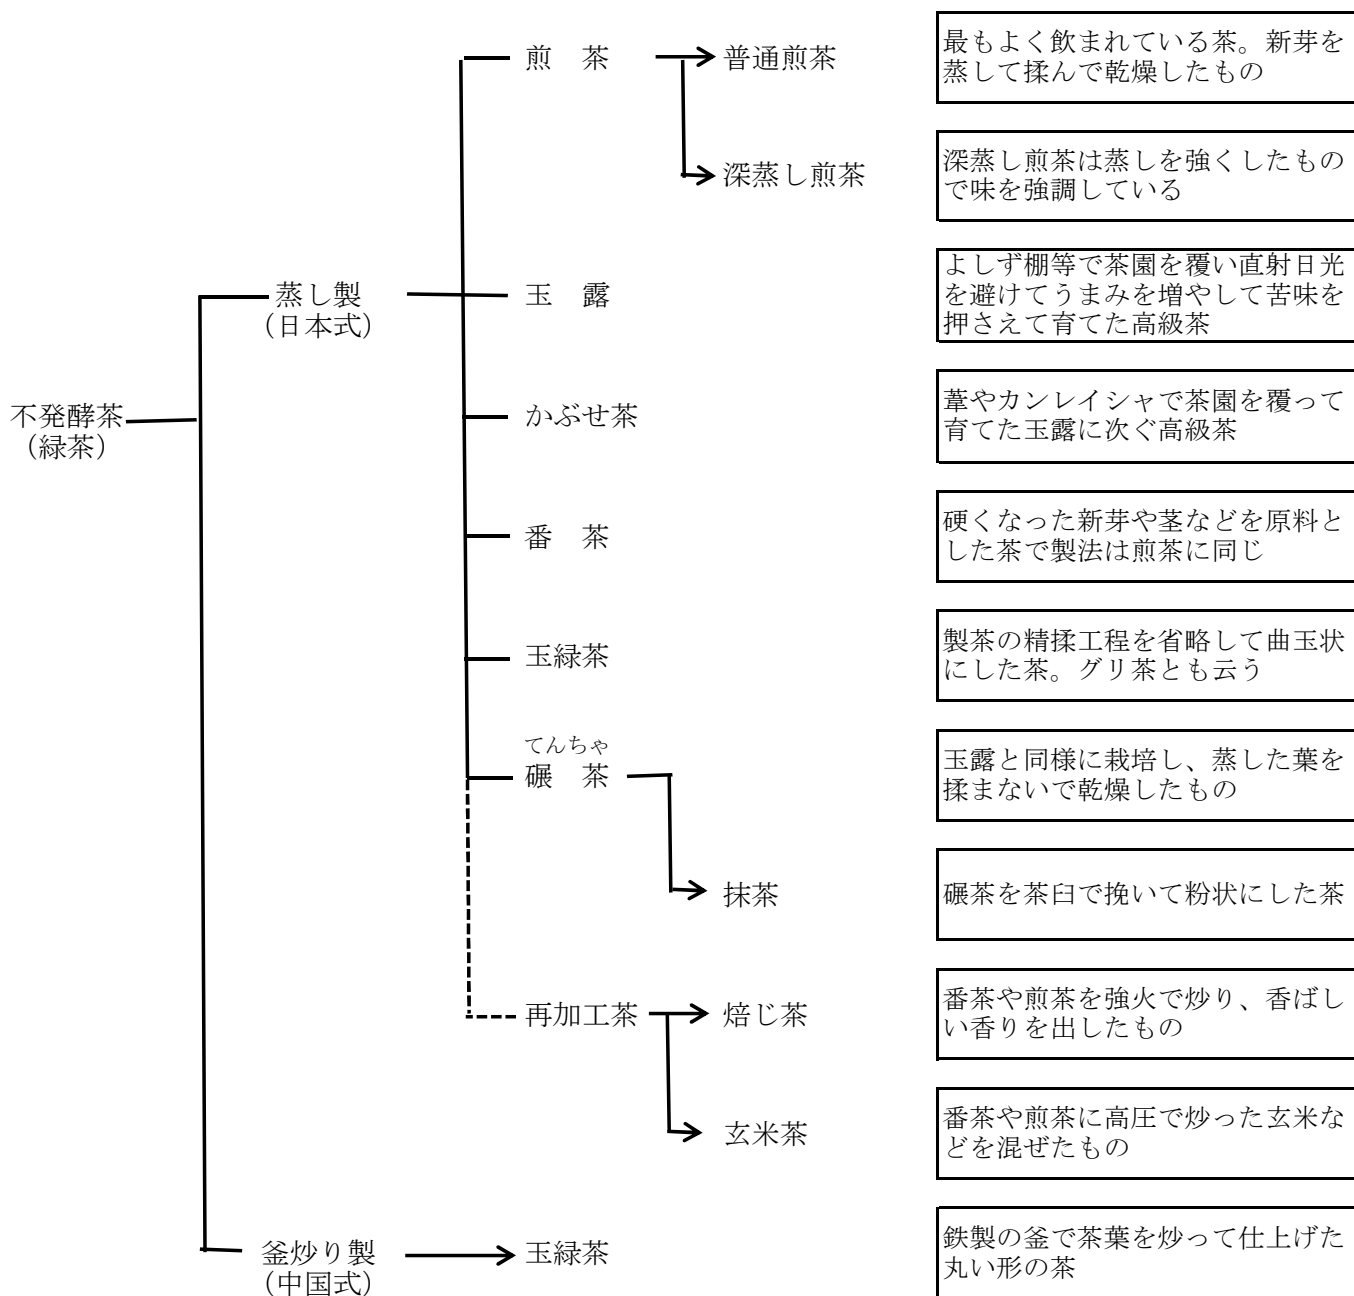 煎　茶
普通煎茶
最もよく飲まれている茶。新芽を
蒸して揉んで乾燥したもの
深蒸し煎茶
深蒸し煎茶は蒸しを強くしたもの
で味を強調している
蒸し製
（日本式）
玉　露
よしず棚等で茶園を覆い直射日光
を避けてうまみを増やして苦味を
押さえて育てた高級茶
不発酵茶
（緑茶）
かぶせ茶
葦やカンレイシャで茶園を覆って
育てた玉露に次ぐ高級茶
番　茶
硬くなった新芽や茎などを原料と
した茶で製法は煎茶に同じ
玉緑茶
製茶の精揉工程を省略して曲玉状
にした茶。グリ茶とも云う
てんちゃ
碾　茶
玉露と同様に栽培し、蒸した葉を
揉まないで乾燥したもの
抹茶
碾茶を茶臼で挽いて粉状にした茶
再加工茶
焙じ茶
番茶や煎茶を強火で炒り、香ばし
い香りを出したもの
玄米茶
番茶や煎茶に高圧で炒った玄米な
どを混ぜたもの
釜炒り製
（中国式）
玉緑茶
鉄製の釜で茶葉を炒って仕上げた
丸い形の茶